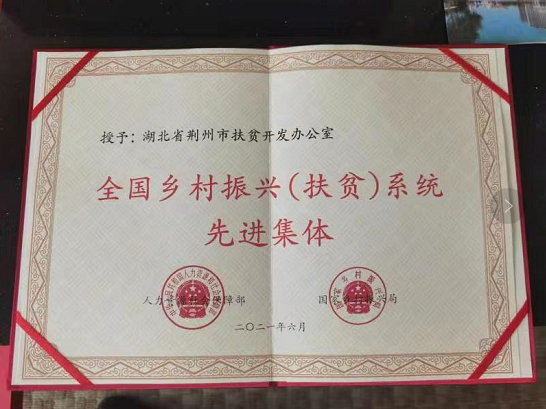 授予：湖北省荆州市扶贫开发办公室
全国乡村振兴(扶贫)系统
先进集体
人力资源社会保障部
国家乡村振兴局
二〇二一年六月